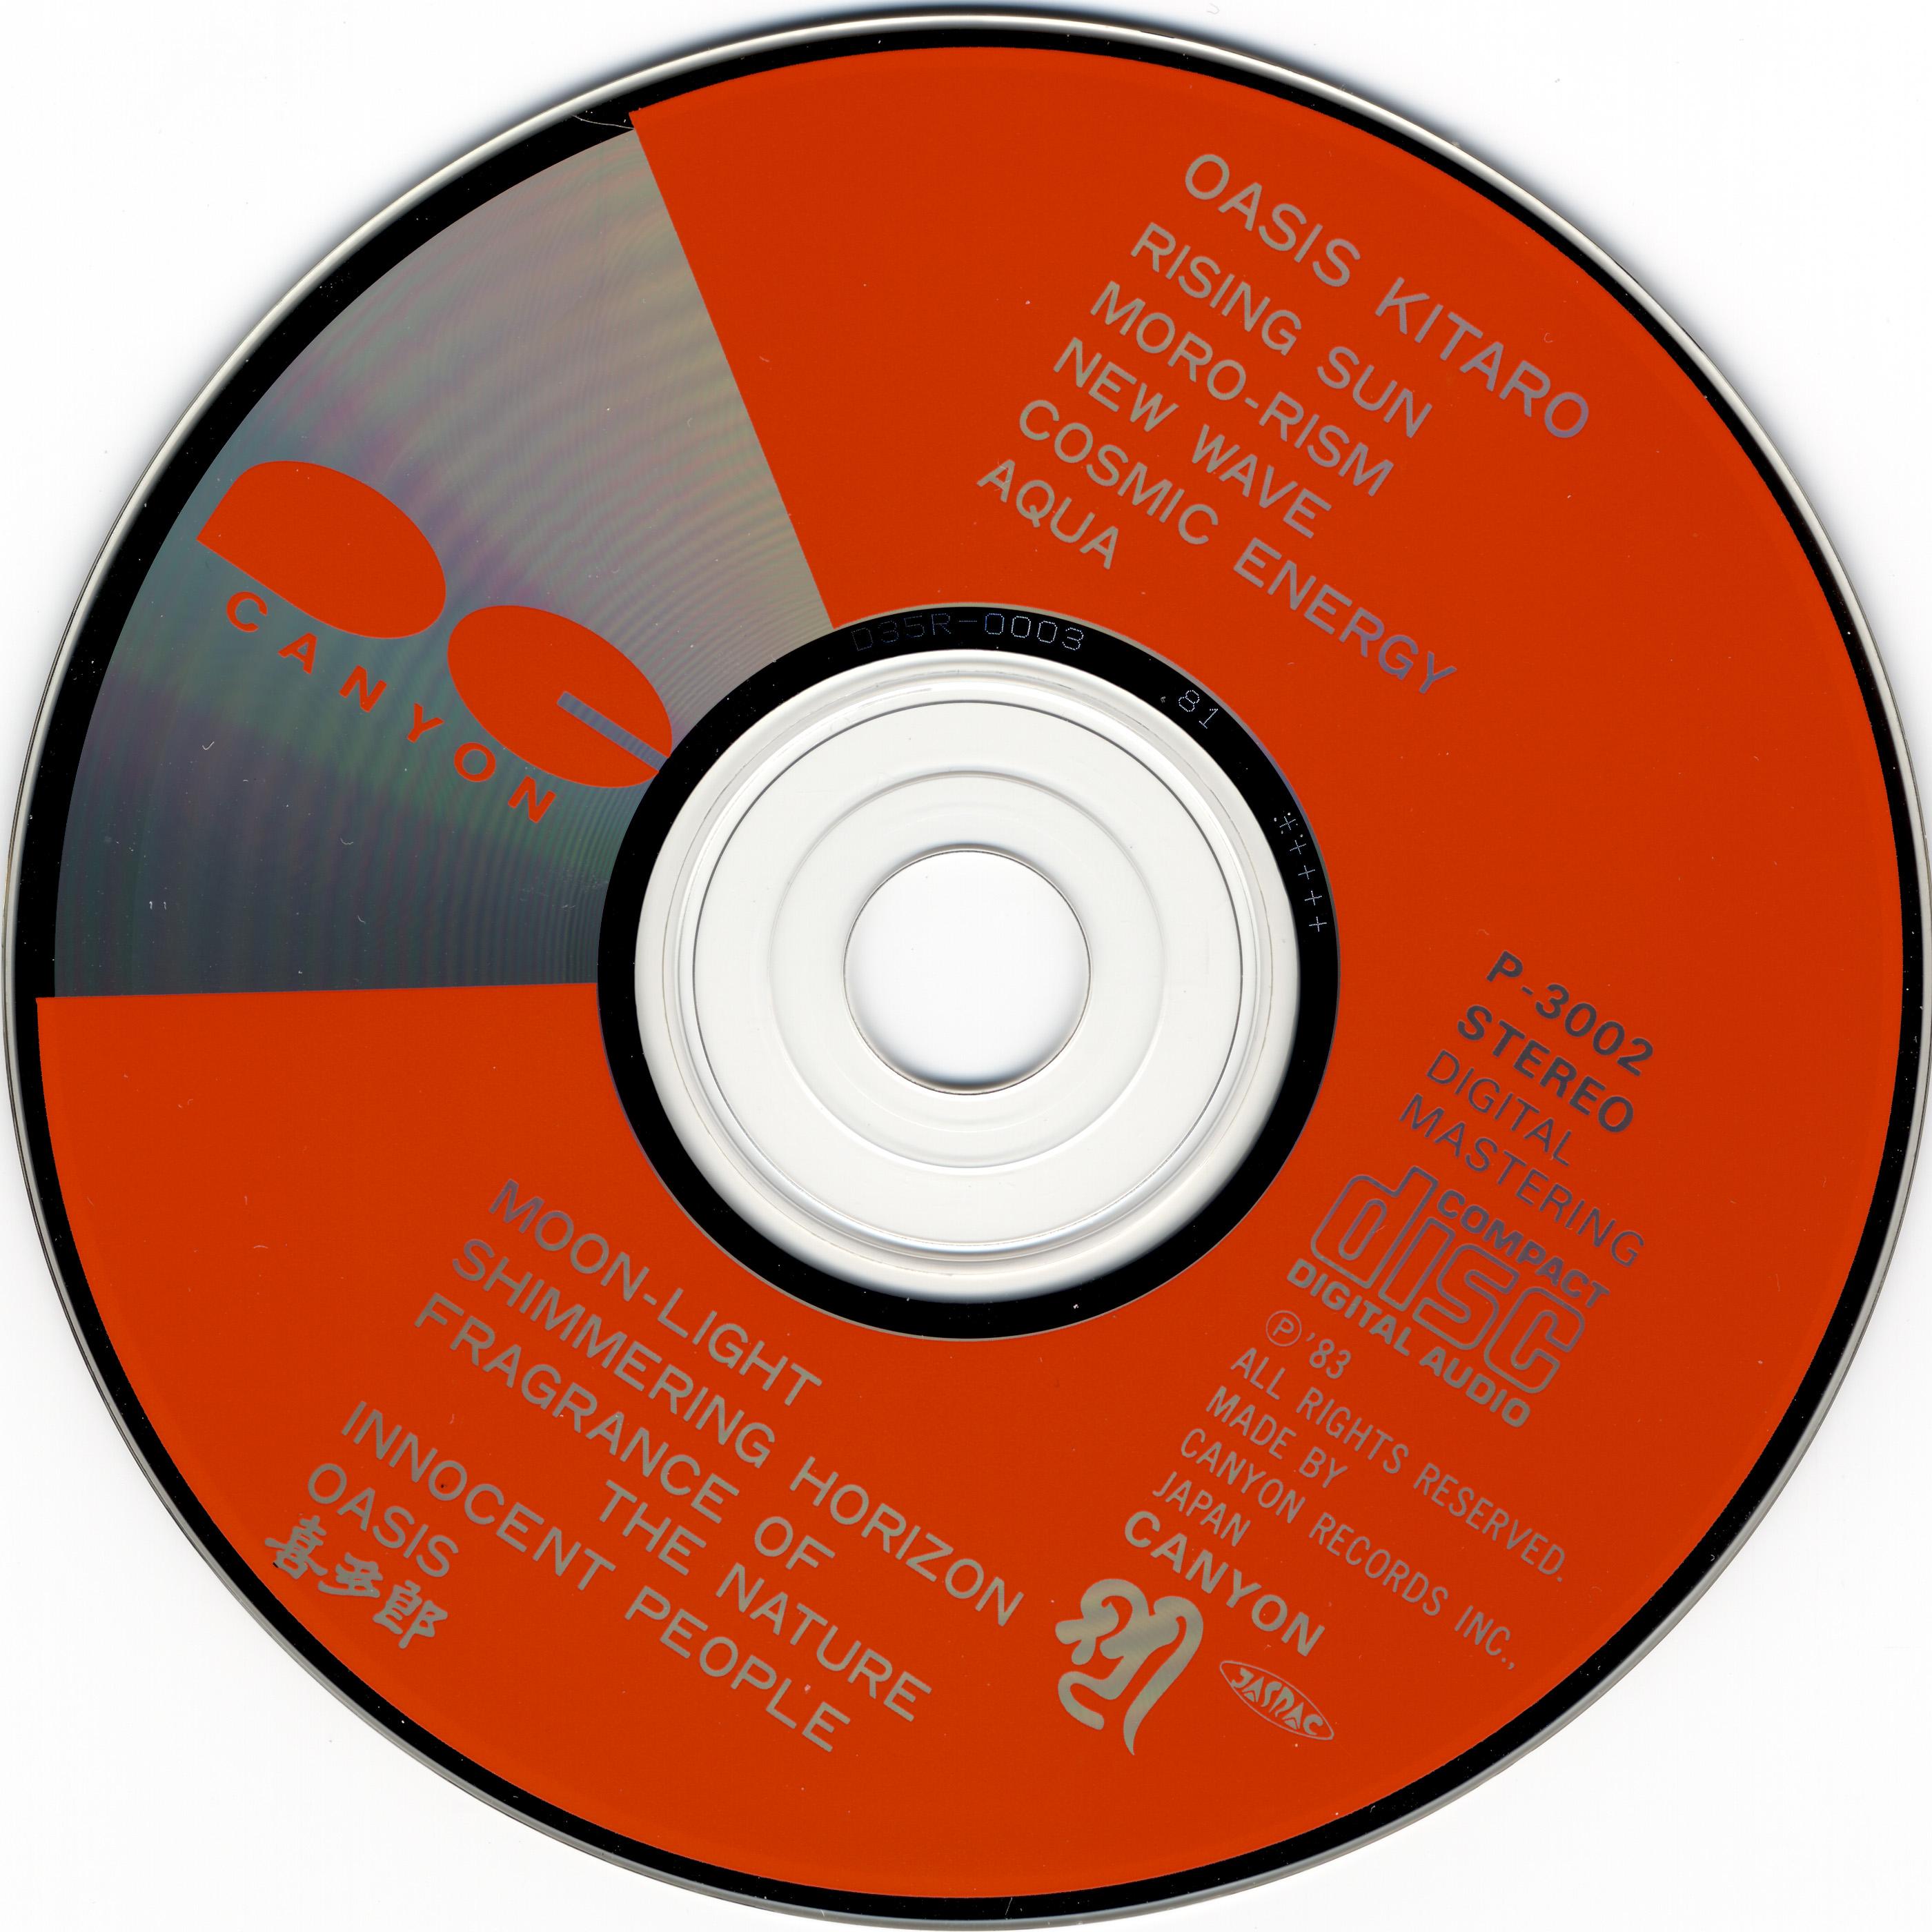 OASIS KITARO
RISING SUN
MORO-RISM
NEW WAVE
COSMIC ENERGY
AQUA
CANYON
D35R-0003
.81
+++++
P-3002
STEREO
DIGITAL
MASTERING
COMPACT
disc
DIGITAL AUDIO
Ⓟ'83
ALL RIGHTS RESERVED.
MADE BY
CANYON RECORDS INC.,
JAPAN
CANYON
JASRAC
MOON-LIGHT
SHIMMERING HORIZON
FRAGRANCE OF
THE NATURE
INNOCENT PEOPLE
OASIS
喜多郎